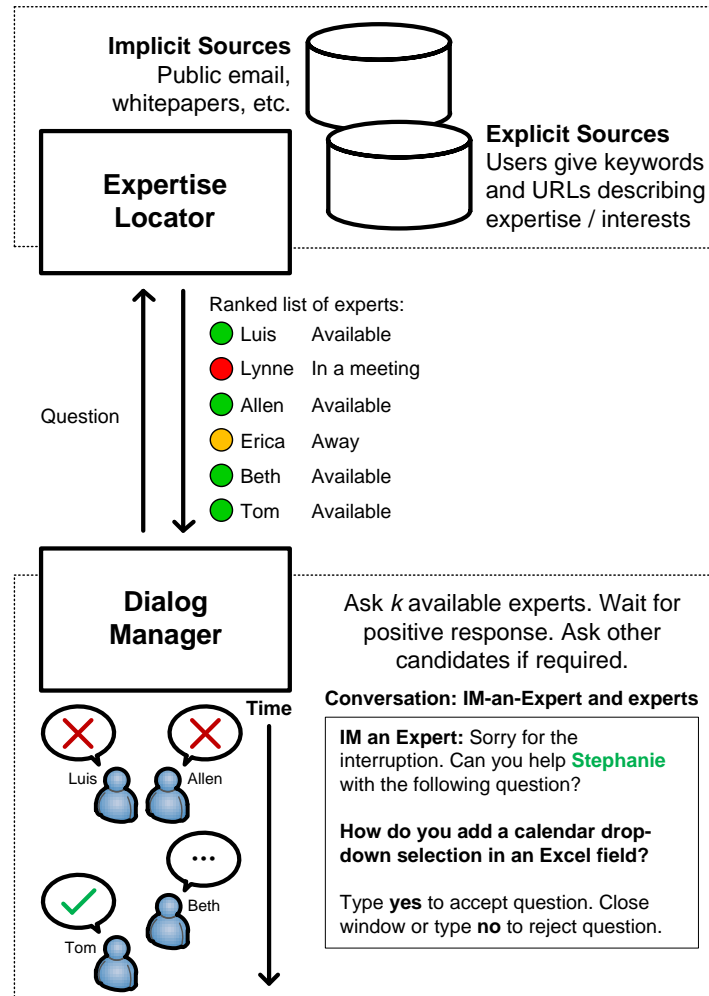 Implicit Sources
Public email,
whitepapers, etc.
Explicit Sources
Users give keywords
and URLs describing
expertise / interests
Expertise
Locator
Ranked list of experts:
Luis Available
Lynne In a meeting
Allen Available
Erica Away
Beth Available
Tom Available
Question
Dialog
Manager
Ask k available experts. Wait for
positive response. Ask other
candidates if required.
Time
Luis
Allen
...
Beth
Tom
Conversation: IM-an-Expert and experts
IM an Expert: Sorry for the
interruption. Can you help Stephanie
with the following question?
How do you add a calendar drop-
down selection in an Excel field?
Type yes to accept question. Close
window or type no to reject question.